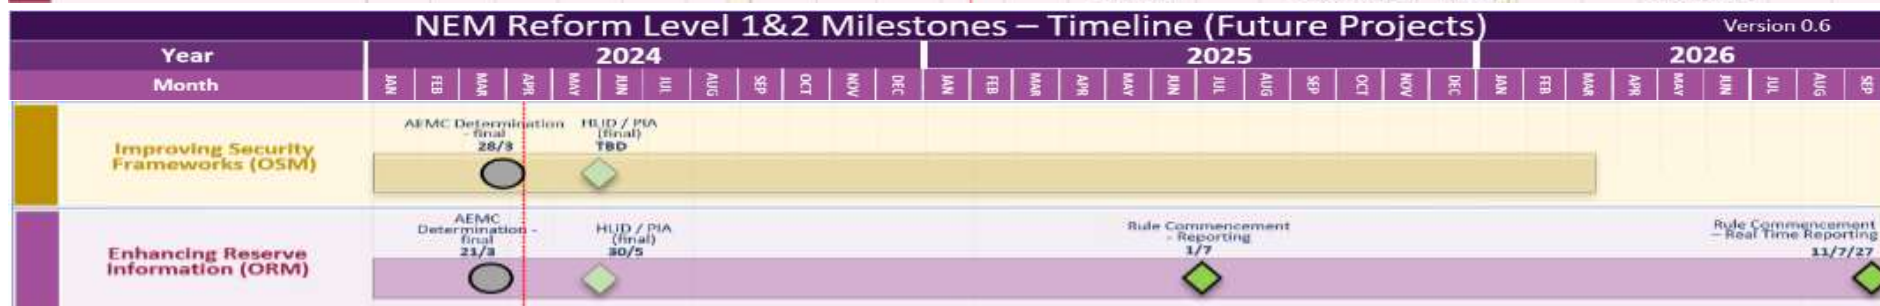 NEM Reform Level 1&2 Milestones – Timeline (Future Projects)
Version 0.6
Year
2024
2025
2026
Month
JAN FEB MAR APR MAY JUN JUL AUG SEP OCT NOV DEC JAN FEB MAR APR MAY JUN JUL AUG SEP OCT NOV DEC JAN FEB MAR APR MAY JUN JUL AUG SEP
Improving Security
Frameworks (OSM)
AEMC Determination
- final
28/3
HLID / PIA
(final)
TBD
Enhancing Reserve
Information (ORM)
AEMC
Determination -
final
21/3
HLID / PIA
(final)
30/5
Rule Commencement
- Reporting
1/7
Rule Commencement
– Real Time Reporting
11/7/27